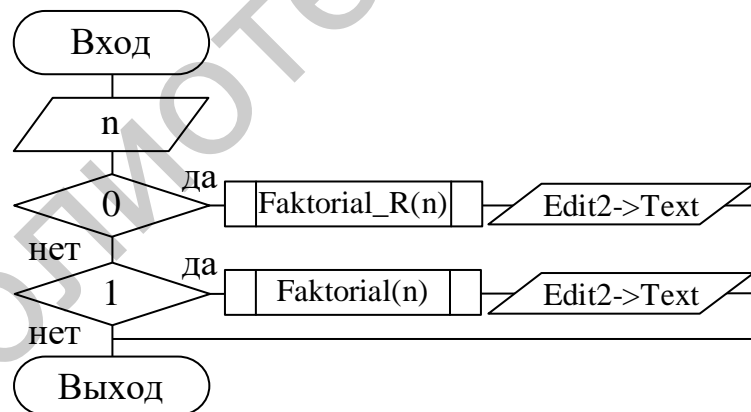 Вход
n
да
0
Faktorial_R(n)
Edit2->Text
нет
да
1
Faktorial(n)
Edit2->Text
нет
Выход